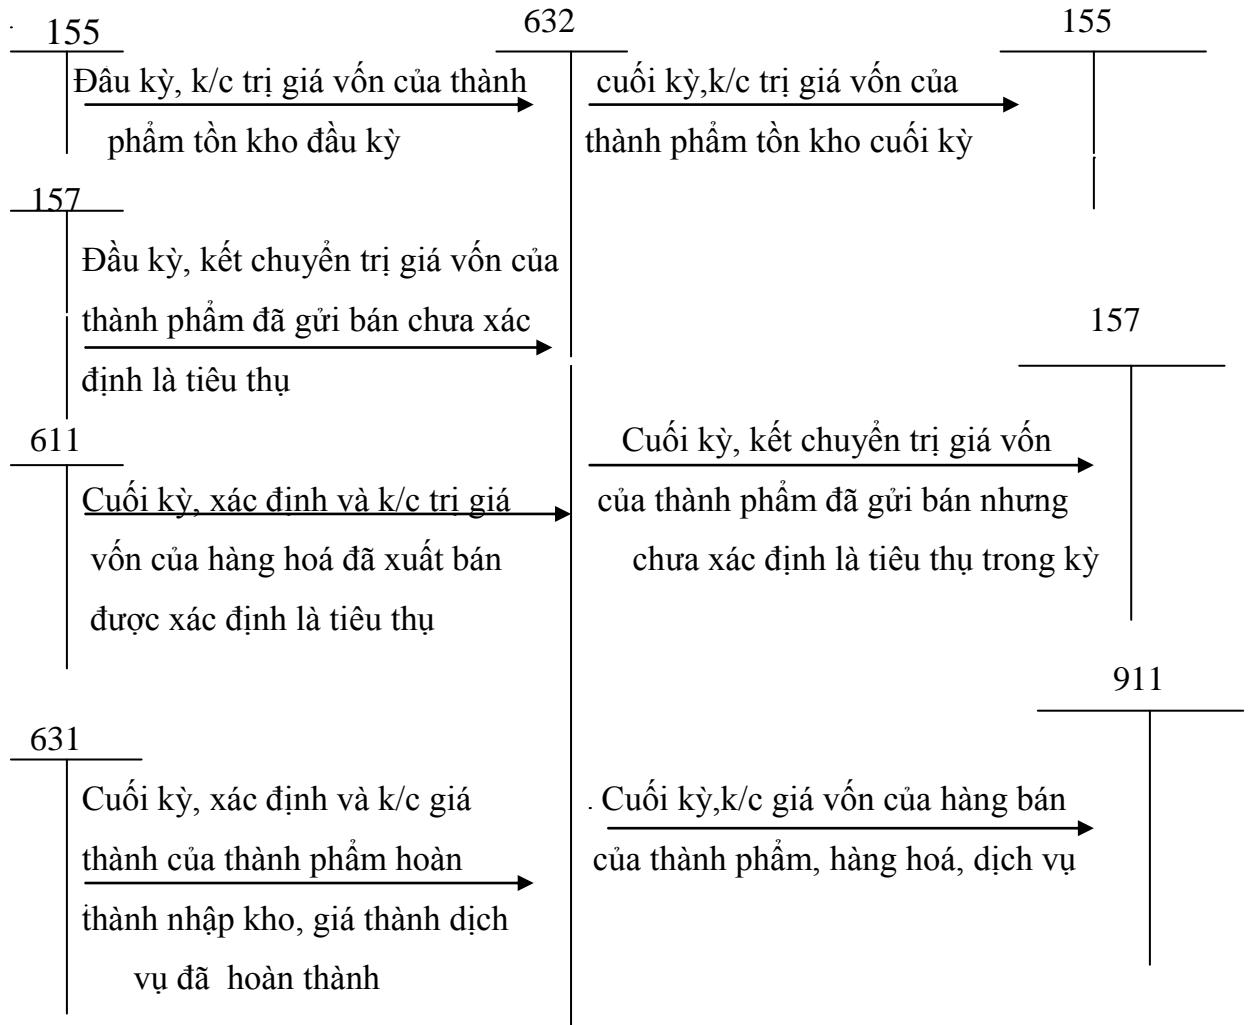 155
632
155
Đâu kỳ, k/c trị giá vốn của thành
phẩm tồn kho đầu kỳ
cuối kỳ,k/c trị giá vốn của
thành phẩm tồn kho cuối kỳ
157
Đầu kỳ, kết chuyển trị giá vốn của
thành phẩm đã gửi bán chưa xác
định là tiêu thụ
157
611
Cuối kỳ, xác định và k/c trị giá
vốn của hàng hoá đã xuất bán
được xác định là tiêu thụ
Cuối kỳ, kết chuyển trị giá vốn
của thành phẩm đã gửi bán nhưng
chưa xác định là tiêu thụ trong kỳ
911
631
Cuối kỳ, xác định và k/c giá
thành của thành phẩm hoàn
thành nhập kho, giá thành dịch
vụ đã hoàn thành
. Cuối kỳ,k/c giá vốn của hàng bán
của thành phẩm, hàng hoá, dịch vụ